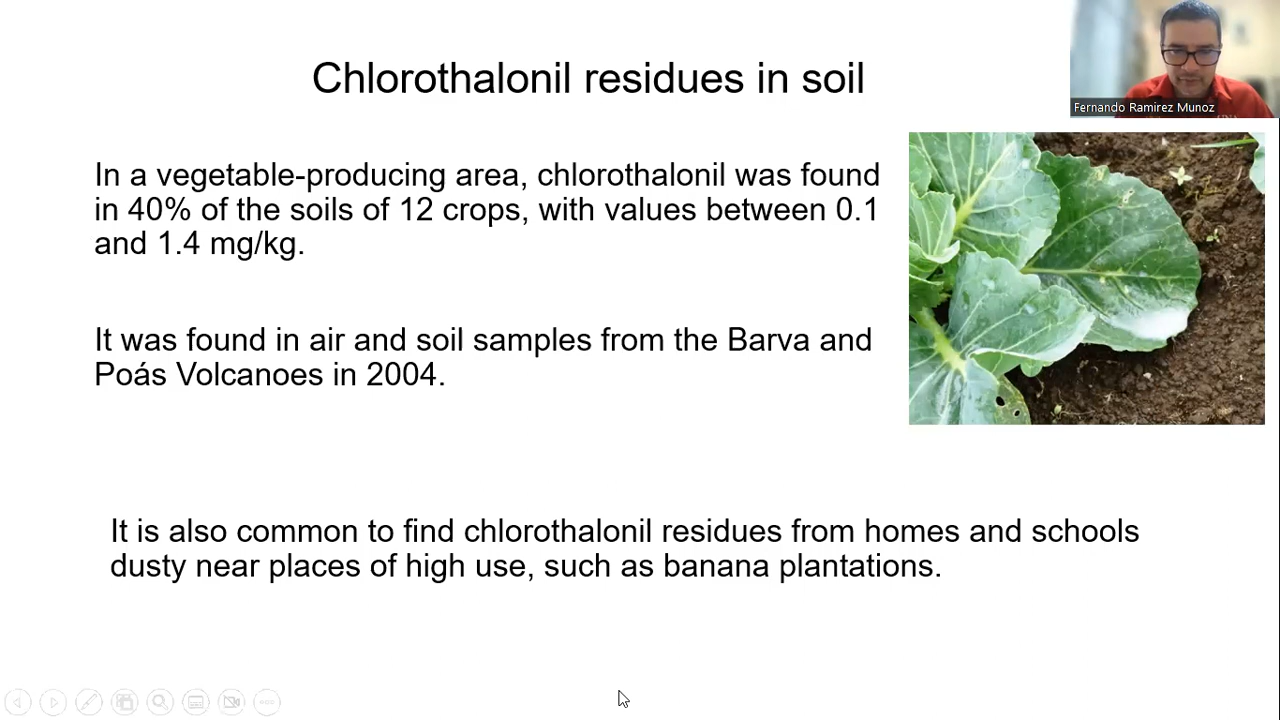 Chlorothalonil residues in soil
Fernando Ramirez Munoz
In a vegetable-producing area, chlorothalonil was found
in 40% of the soils of 12 crops, with values between 0.1
and 1.4 mg/kg.
It was found in air and soil samples from the Barva and
Poás Volcanoes in 2004.
It is also common to find chlorothalonil residues from homes and schools
dusty near places of high use, such as banana plantations.